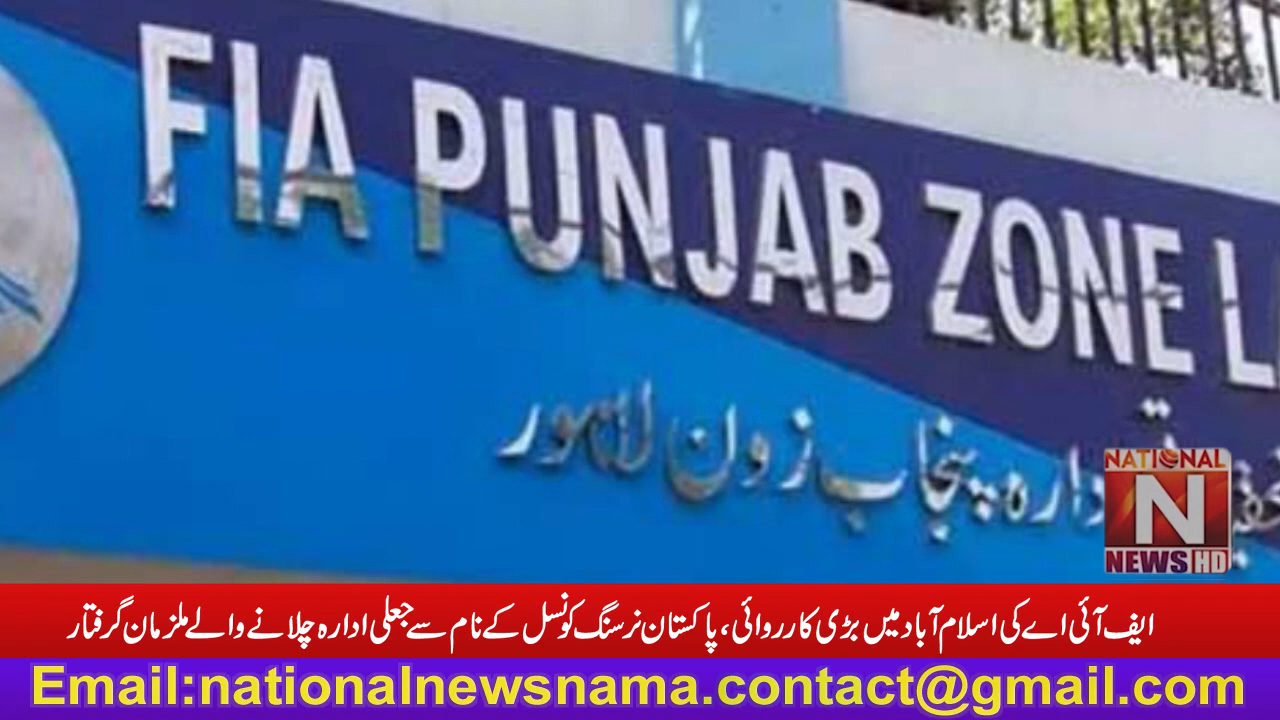 FIA PUNJAB ZONE L
دارہ پنجاب زون لاہور
NATIONAL
N
NEWS HD
ایف آئی اے کی اسلام آباد میں بڑی کارروائی، پاکستان نرسنگ کونسل کے نام سے جعلی ادارہ چلانے والے ملزمان گرفتار
Email:nationalnewsnama.contact@gmail.com